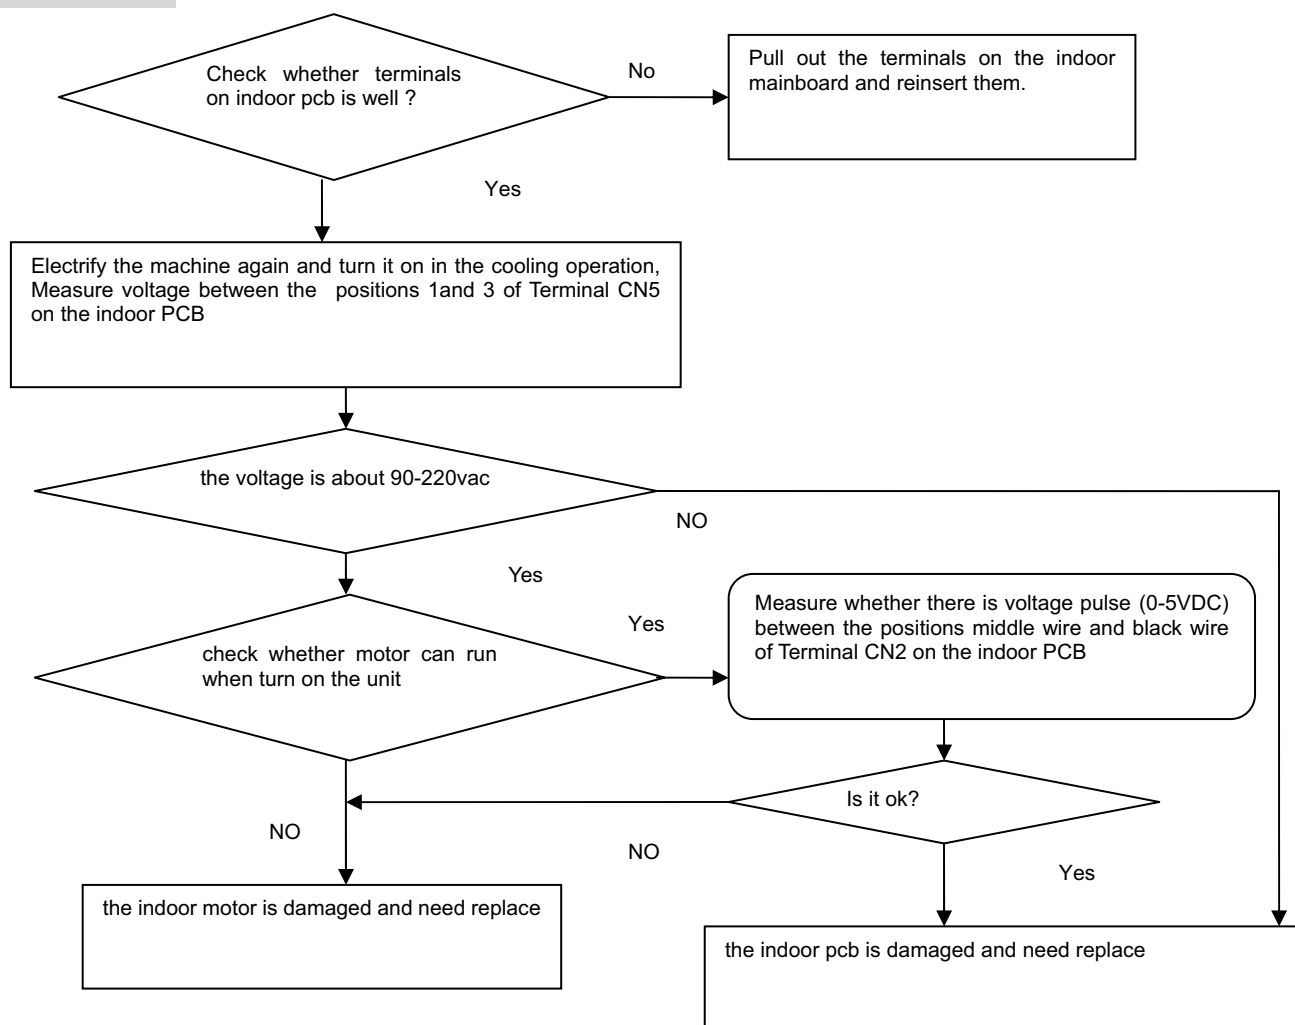 Check whether terminals
on indoor pcb is well ?
No
Pull out the terminals on the indoor
mainboard and reinsert them.
Yes
Electrify the machine again and turn it on in the cooling operation,
Measure voltage between the positions 1and 3 of Terminal CN5
on the indoor PCB
the voltage is about 90-220vac
NO
Yes
check whether motor can run
when turn on the unit
Yes
Measure whether there is voltage pulse (0-5VDC)
between the positions middle wire and black wire
of Terminal CN2 on the indoor PCB
Is it ok?
NO
NO
Yes
the indoor motor is damaged and need replace
the indoor pcb is damaged and need replace